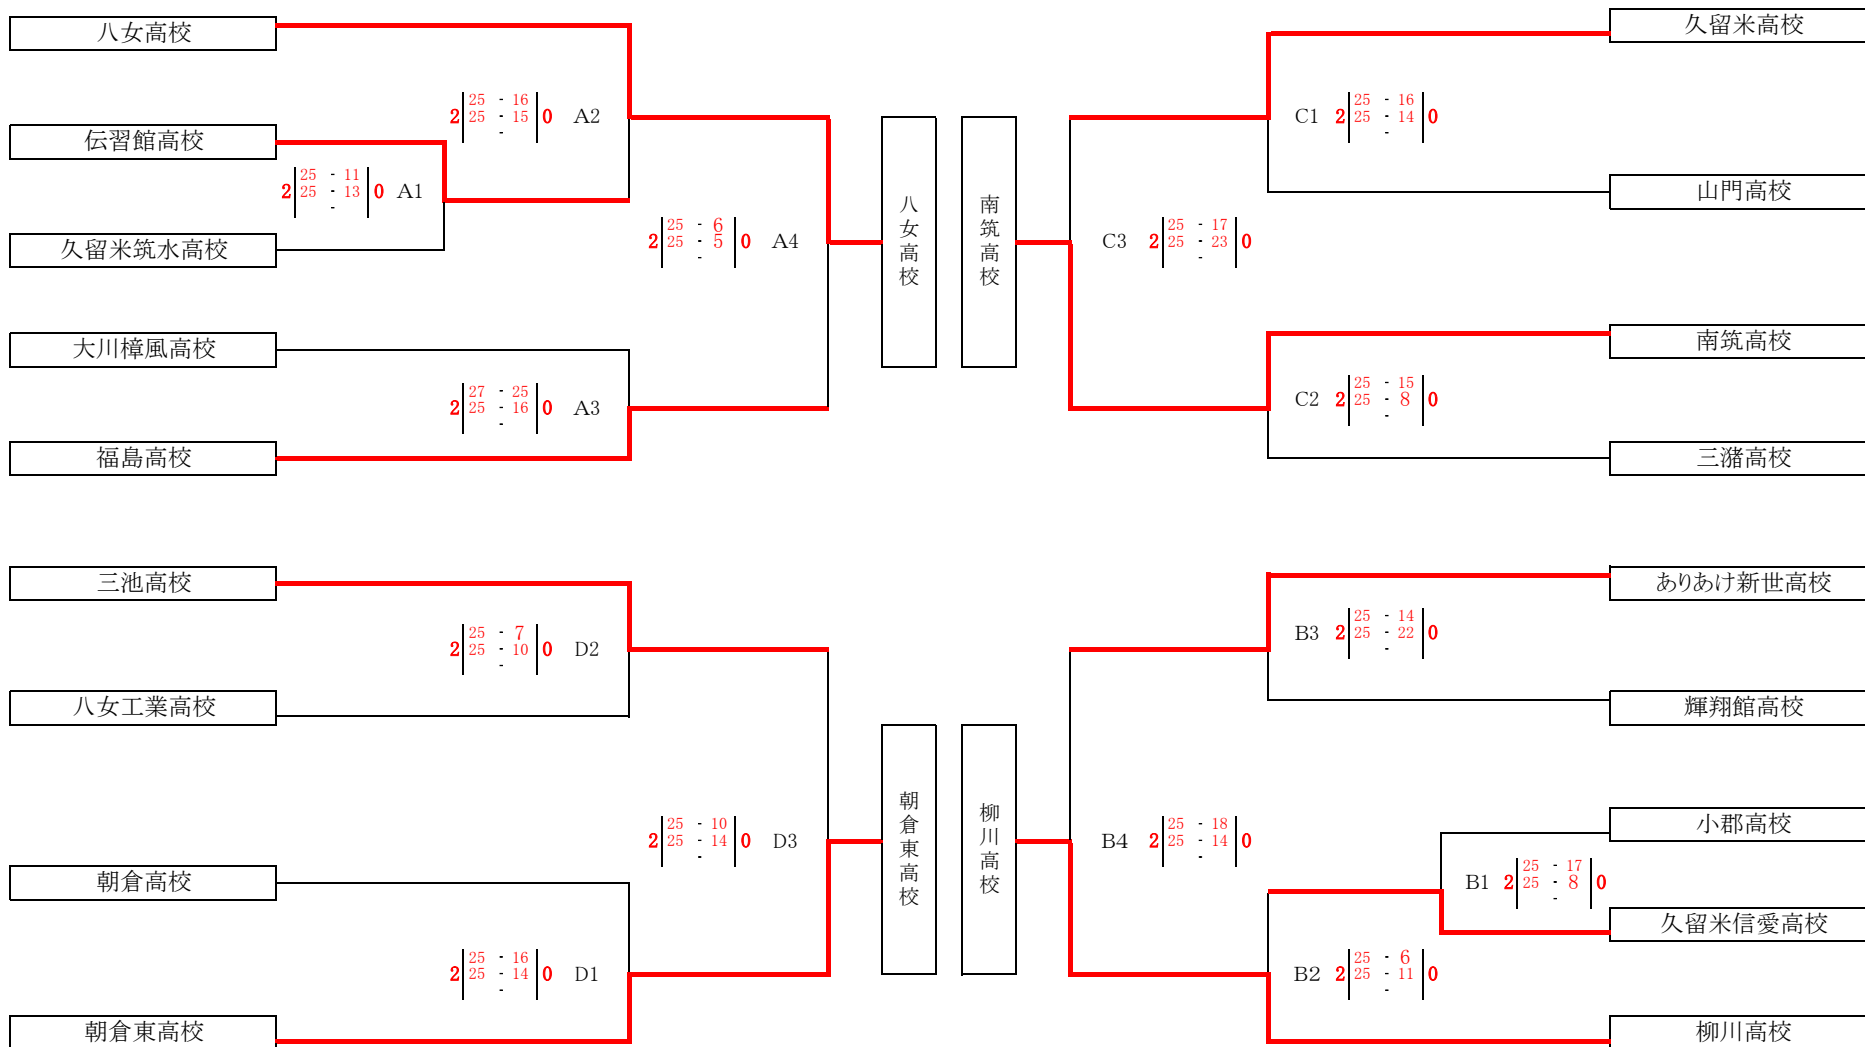 八女高校
久留米高校
2 25 - 16 0 A2
25 - 15
-
C1 2 25 - 16 0
25 - 14
-
伝習館高校
2 25 - 11 0 A1
25 - 13
-
山門高校
八女高校
南筑高校
久留米筑水高校
2 25 - 6 0 A4
25 - 5
-
C3 2 25 - 17 0
25 - 23
-
大川樟風高校
南筑高校
2 27 - 25 0 A3
25 - 16
-
C2 2 25 - 15 0
25 - 8
-
福島高校
三潴高校
三池高校
ありあけ新世高校
2 25 - 7 0 D2
25 - 10
-
B3 2 25 - 14 0
25 - 22
-
八女工業高校
輝翔館高校
朝倉東高校
柳川高校
2 25 - 10 0 D3
25 - 14
-
B4 2 25 - 18 0
25 - 14
-
小郡高校
朝倉高校
B1 2 25 - 17 0
25 - 8
-
久留米信愛高校
2 25 - 16 0 D1
25 - 14
-
B2 2 25 - 6 0
25 - 11
-
朝倉東高校
柳川高校